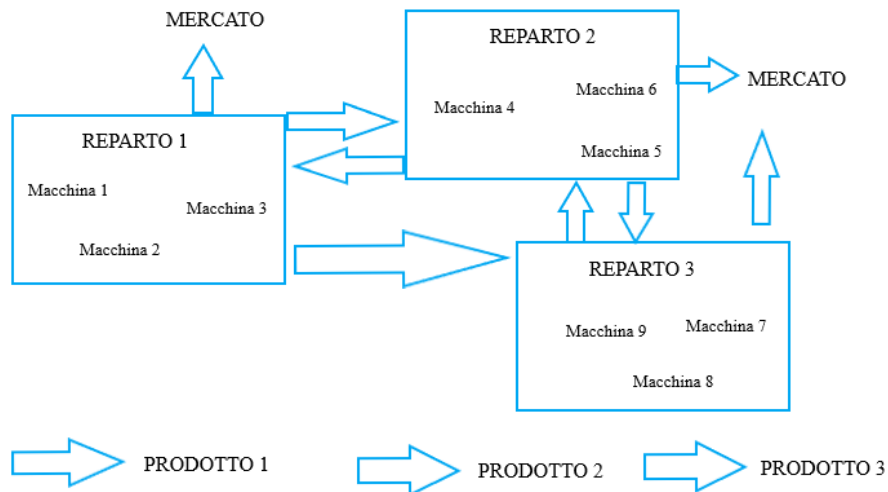 MERCATO
REPARTO 2
Macchina 6
Macchina 4
MERCATO
REPARTO 1
Macchina 5
Macchina 1
Macchina 3
Macchina 2
REPARTO 3
Macchina 9
Macchina 7
Macchina 8
PRODOTTO 1
PRODOTTO 2
PRODOTTO 3